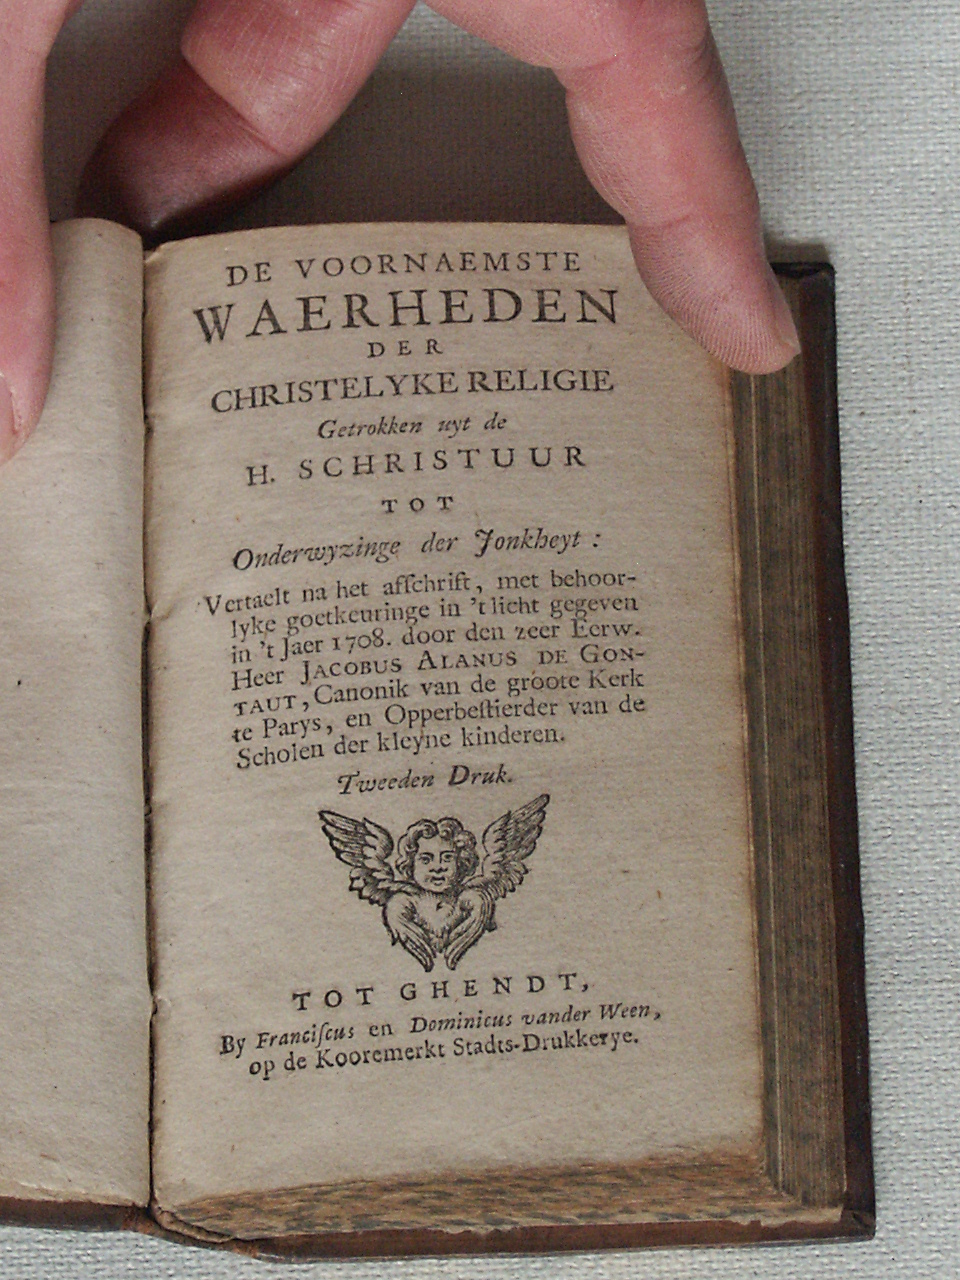 DE VOORNAEMSTE
WAERHEDEN
DER
CHRISTELYKE RELIGIE
Getrokken uyt de
H. SCHRISTUUR
TOT
Onderwyzinge der Jonkheyt :
Vertaelt na het affchrift, met behoor-
lyke goetkeuringe in 't licht gegeven
in 't Jaer 1708. door den zeer Eerw.
Heer JACOBUS ALANUS DE GON-
TAUT, Canonik van de groote Kerk
te Parys, en Opperbeſtierder van de
Scholen der kleyne kinderen.
Tweeden Druk.
TOT GHENDT,
By Franciſcus en Dominicus vander Ween,
op de Kooremerkt Stadts-Drukkerye.